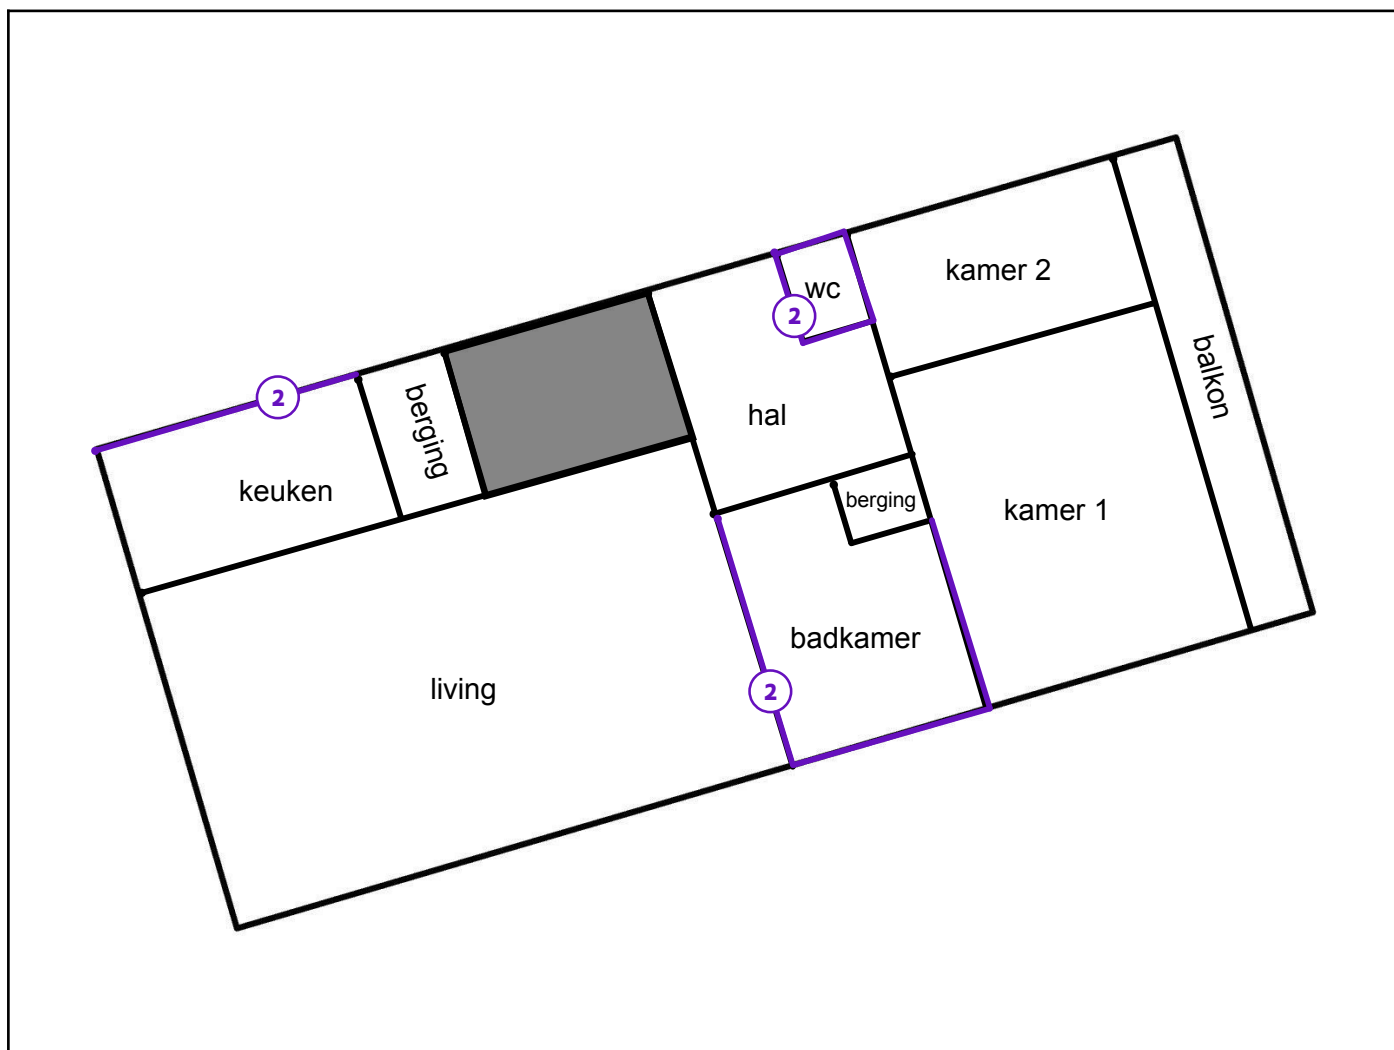 kamer 2
wc
2
balkon
2
berging
hal
keuken
berging
kamer 1
badkamer
living
2